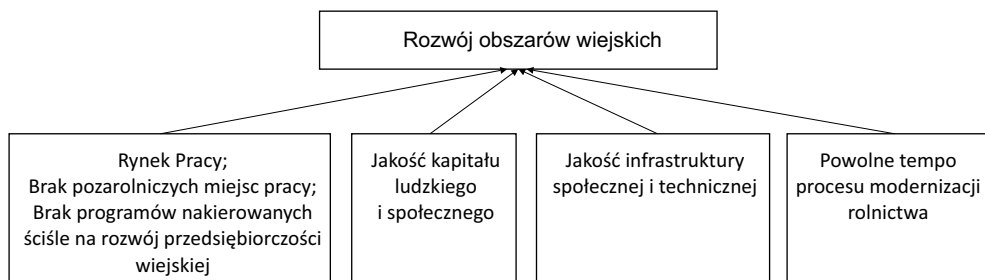 Rozwój obszarów wiejskich
Rynek Pracy;
Brak pozarolniczych miejsc pracy;
Brak programów nakierowanych
ściśle na rozwój przedsiębiorczości
wiejskiej
Jakość kapitału
ludzkiego
i społecznego
Jakość infrastruktury
społecznej i technicznej
Powolne tempo
procesu modernizacji
rolnictwa